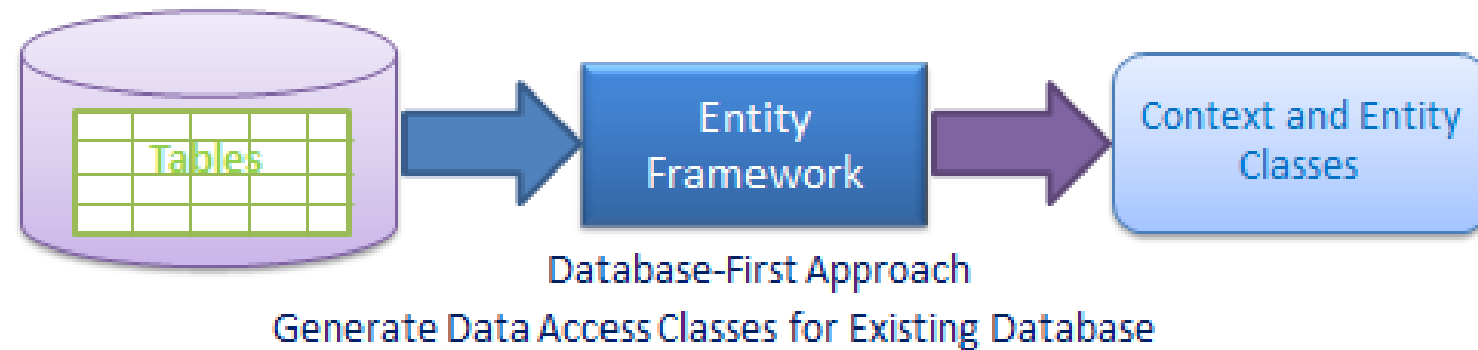 Tables
Entity
Framework
Context and Entity
Classes
Database-First Approach
Generate Data Access Classes for Existing Database